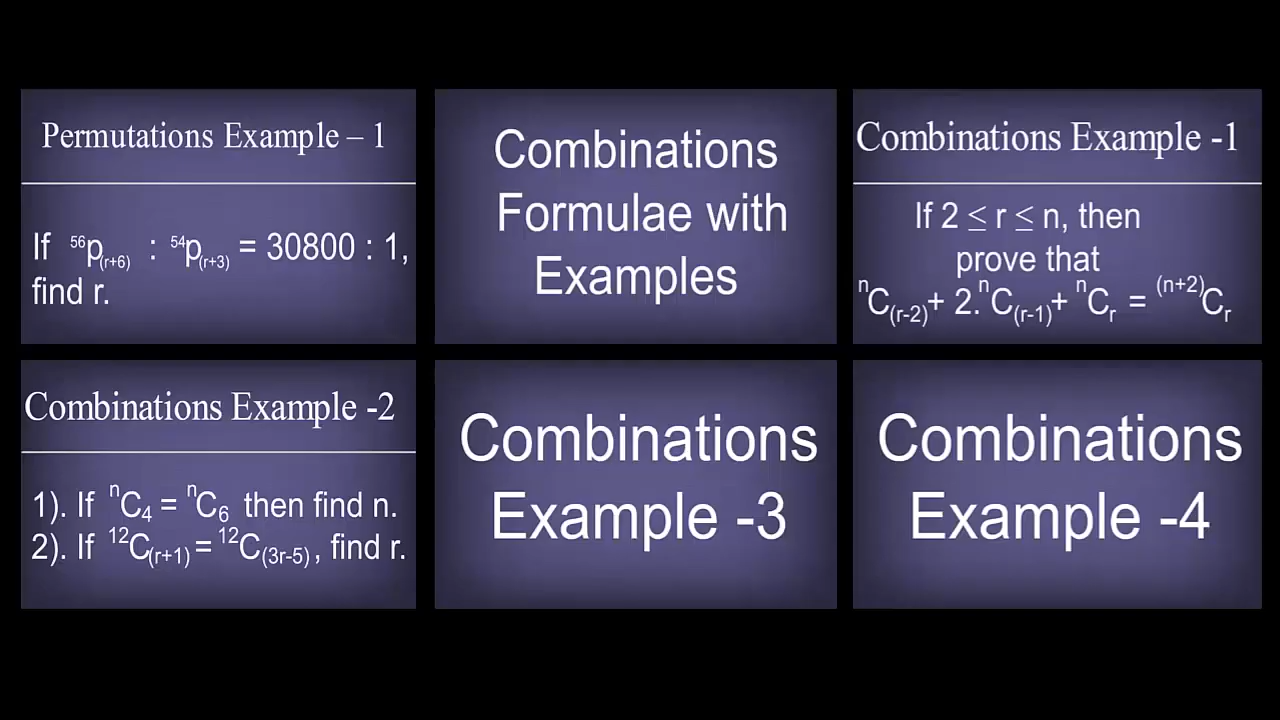 Permutations Example – 1
If ⁵⁶p₍ᵣ₊₆₎ : ⁵⁴p₍ᵣ₊₃₎ = 30800 : 1,
find r.
Combinations
Formulae with
Examples
Combinations Example -1
If 2 ≤ r ≤ n, then
prove that
ⁿC₍ᵣ₋₂₎+ 2.ⁿC₍ᵣ₋₁₎+ ⁿCᵣ = ⁽ⁿ⁺²⁾Cᵣ
Combinations Example -2
1). If ⁿC₄ = ⁿC₆ then find n.
2). If ¹²C₍ᵣ₊₁₎ = ¹²C₍₃ᵣ₋₅₎, find r.
Combinations
Example -3
Combinations
Example -4